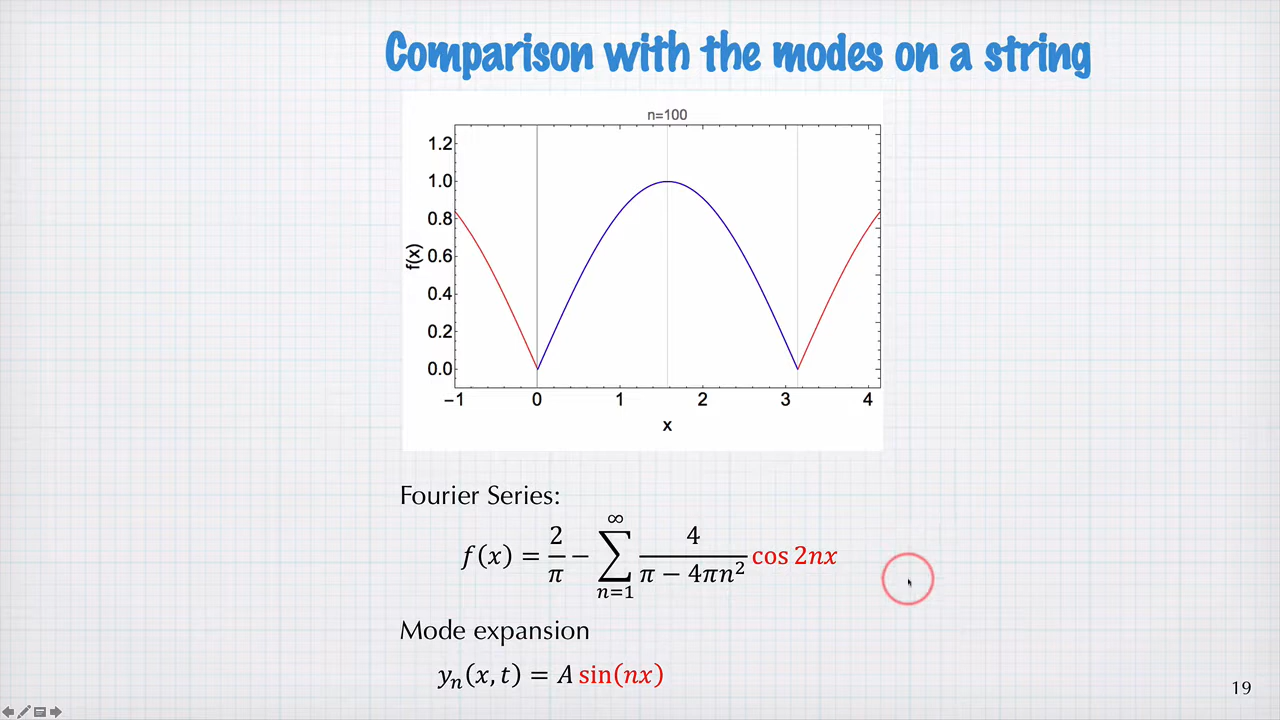 Comparison with the modes on a string
n=100
1.2
1.0
0.8
0.6
0.4
0.2
0.0
f(x)
−1 0 1 2 3 4
x
Fourier Series:
f(x) = 2/π − ∑_{n=1}^{∞} 4/(π − 4πn²) cos 2nx
Mode expansion
yₙ(x, t) = A sin(nx)
19